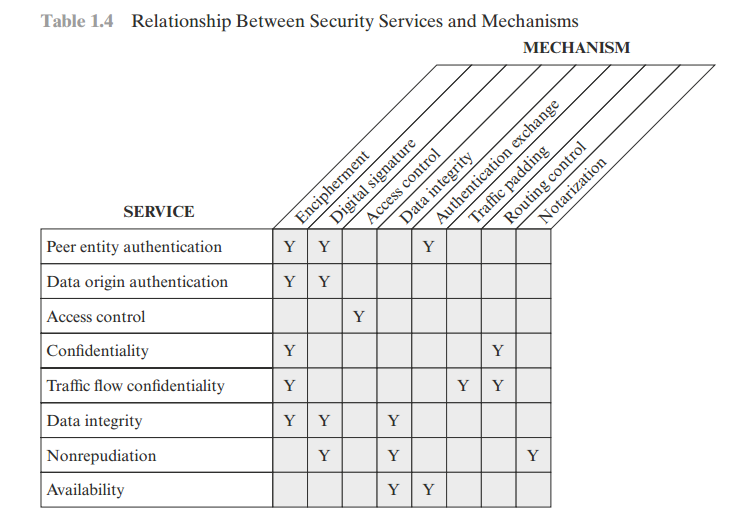 Table 1.4 Relationship Between Security Services and Mechanisms
MECHANISM
SERVICE
Encipherment
Digital signature
Access control
Data integrity
Authentication exchange
Traffic padding
Routing control
Notarization
Peer entity authentication Y Y Y
Data origin authentication Y Y
Access control Y
Confidentiality Y Y
Traffic flow confidentiality Y Y Y
Data integrity Y Y Y
Nonrepudiation Y Y Y
Availability Y Y